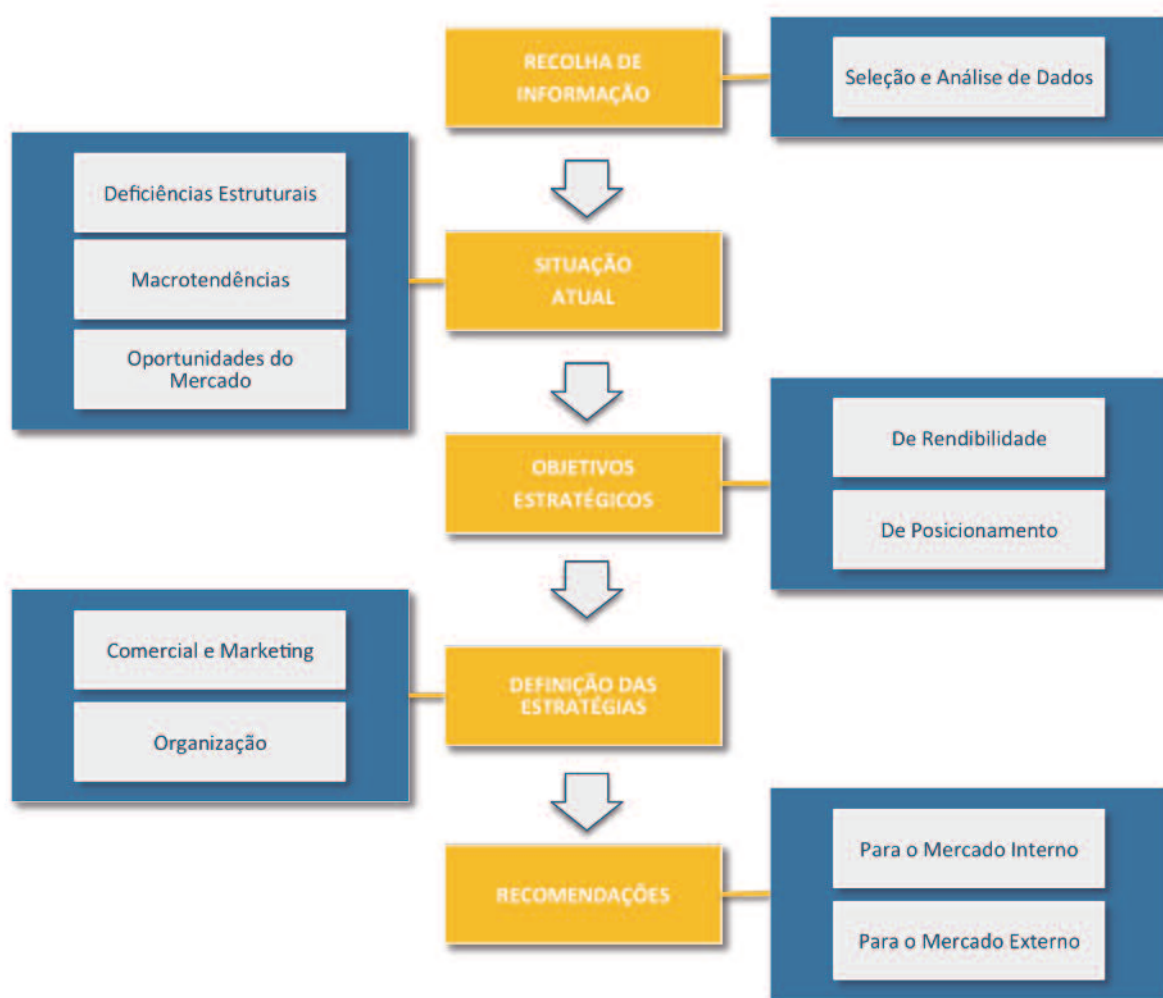 RECOLHA DE
INFORMAÇÃO
Seleção e Análise de Dados
Deficiências Estruturais
Macrotendências
Oportunidades do
Mercado
SITUAÇÃO
ATUAL
OBJETIVOS
ESTRATÉGICOS
De Rendibilidade
De Posicionamento
Comercial e Marketing
Organização
DEFINIÇÃO DAS
ESTRATÉGIAS
RECOMENDAÇÕES
Para o Mercado Interno
Para o Mercado Externo